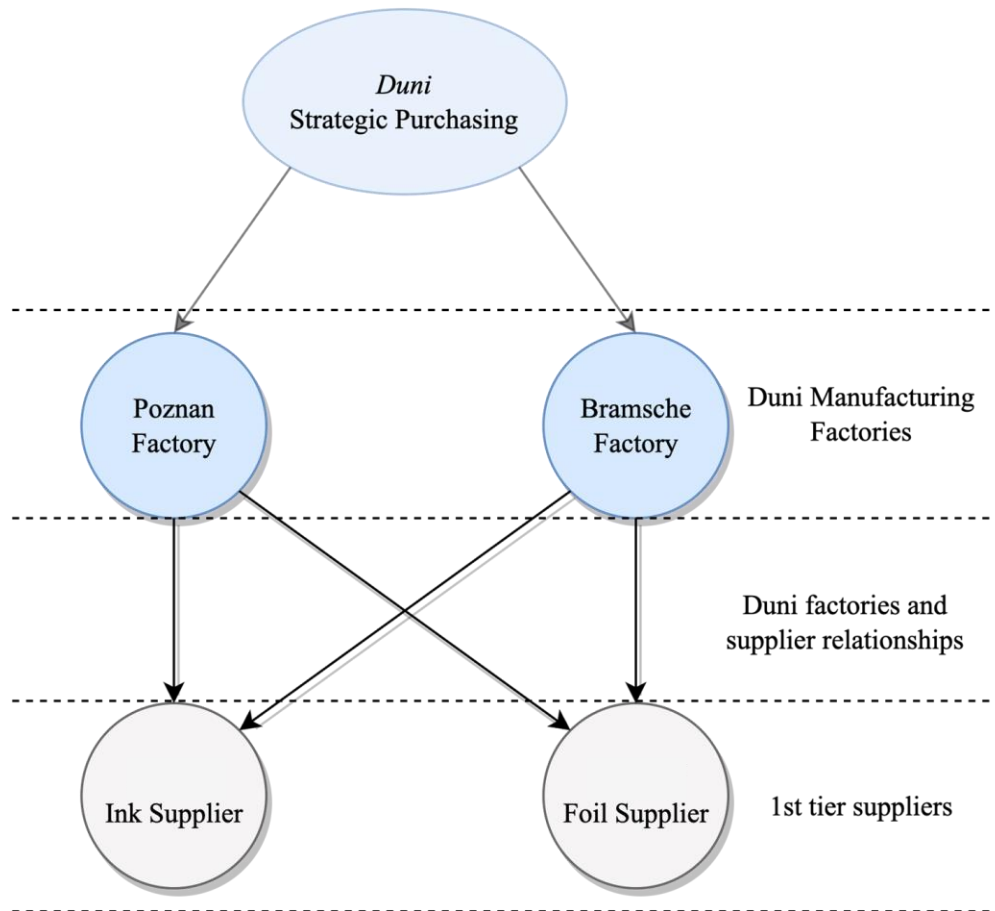 Duni
Strategic Purchasing
Poznan
Factory
Bramsche
Factory
Duni Manufacturing
Factories
Duni factories and
supplier relationships
Ink Supplier
Foil Supplier
1st tier suppliers